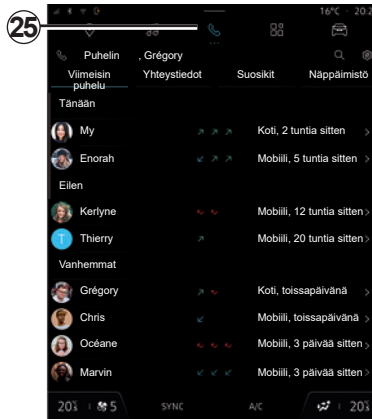 25
16°C 20:2
Puhelin , Grégory
Viimeisin puhelu
Yhteystiedot
Suosikit
Näppäimistö
Tänään
My Koti, 2 tuntia sitten
Enorah Mobiili, 5 tuntia sitten
Eilen
Kerlyne Mobiili, 12 tuntia sitten
T Thierry Mobiili, 20 tuntia sitten
Vanhemmat
Grégory Koti, toissapäivänä
Chris Mobiili, toissapäivänä
Océane Mobiili, 3 päivää sitten
Marvin Mobiili, 3 päivää sitten
20 5 SYNC A/C 20